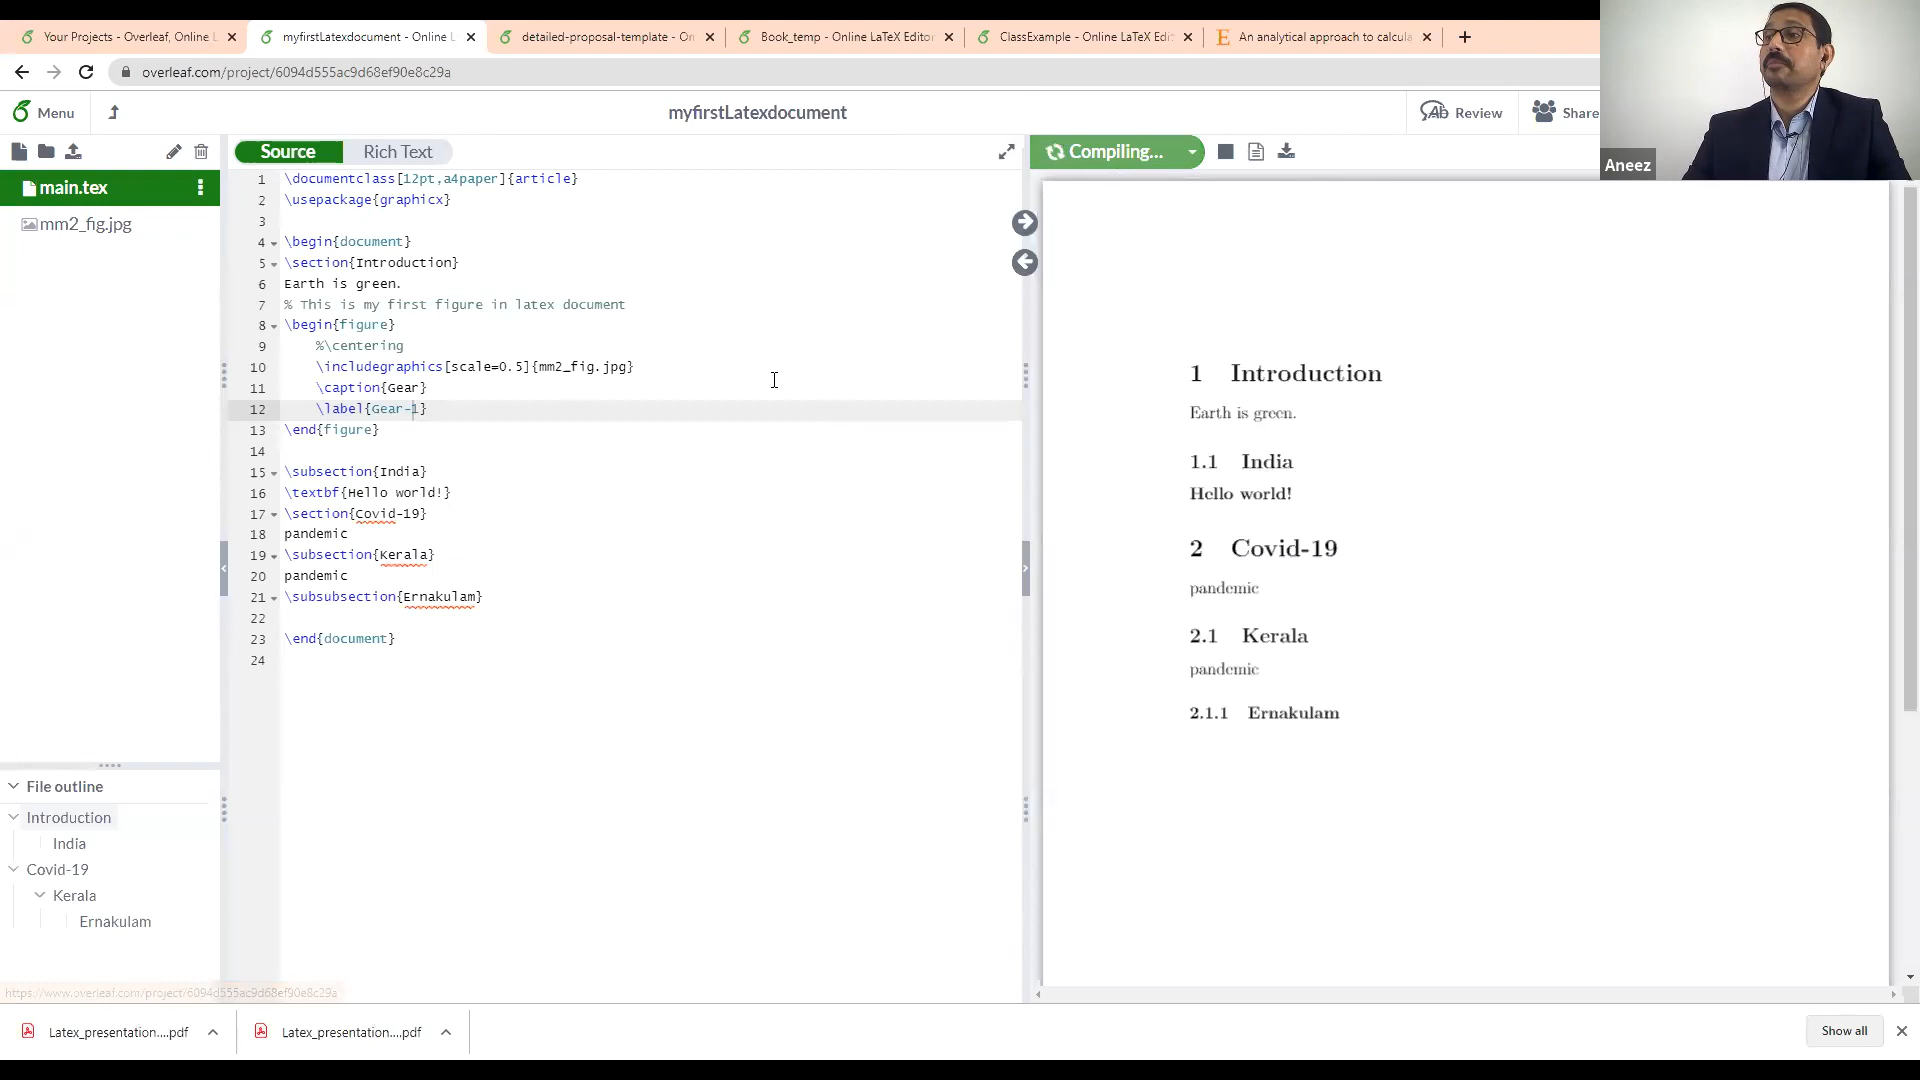 Your Projects - Overleaf, Online L
myfirstLatexdocument - Online L
detailed-proposal-template - On
Book_temp - Online LaTeX Editor
ClassExample - Online LaTeX Edit
An analytical approach to calcula
overleaf.com/project/6094d555ac9d68ef90e8c29a
Menu
myfirstLatexdocument
Review
Share
Aneez
Source
Rich Text
Compiling...
main.tex
mm2_fig.jpg
1 \documentclass[12pt,a4paper]{article}
2 \usepackage{graphicx}
3
4 \begin{document}
5 \section{Introduction}
6 Earth is green.
7 % This is my first figure in latex document
8 \begin{figure}
9 %\centering
10 \includegraphics[scale=0.5]{mm2_fig.jpg}
11 \caption{Gear}
12 \label{Gear-1}
13 \end{figure}
14
15 \subsection{India}
16 \textbf{Hello world!}
17 \section{Covid-19}
18 pandemic
19 \subsection{Kerala}
20 pandemic
21 \subsubsection{Ernakulam}
22
23 \end{document}
24
1 Introduction
Earth is green.
1.1 India
Hello world!
2 Covid-19
pandemic
2.1 Kerala
pandemic
2.1.1 Ernakulam
File outline
Introduction
India
Covid-19
Kerala
Ernakulam
https://www.overleaf.com/project/6094d555ac9d68ef90e8c29a
Latex_presentation....pdf
Latex_presentation....pdf
Show all